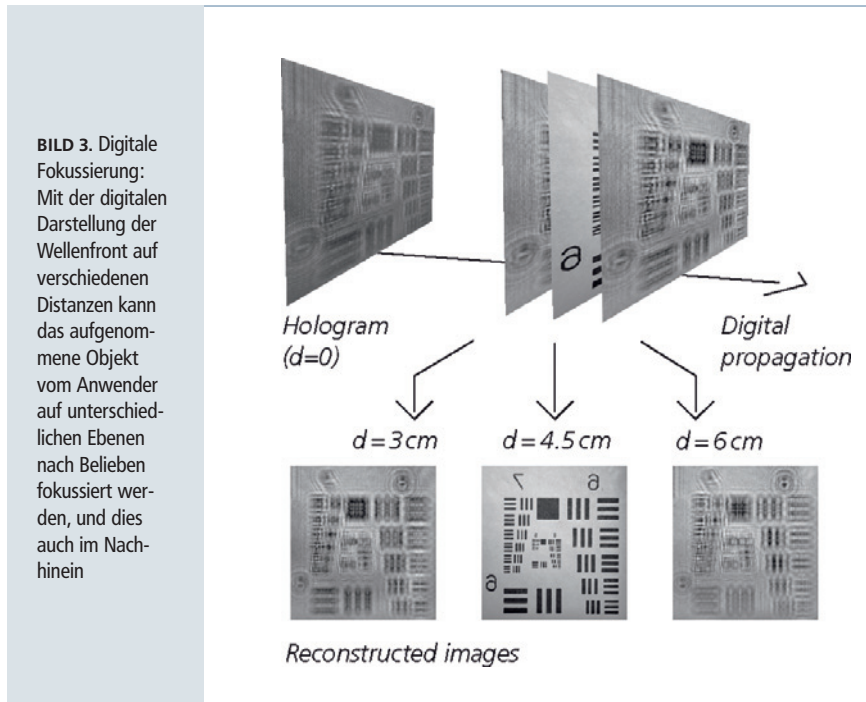 BILD 3. Digitale
Fokussierung:
Mit der digitalen
Darstellung der
Wellenfront auf
verschiedenen
Distanzen kann
das aufgenom-
mene Objekt
vom Anwender
auf unterschied-
lichen Ebenen
nach Belieben
fokussiert wer-
den, und dies
auch im Nach-
hinein
Hologram
(d=0)
Digital
propagation
d=3cm
d=4.5cm
d=6cm
Reconstructed images